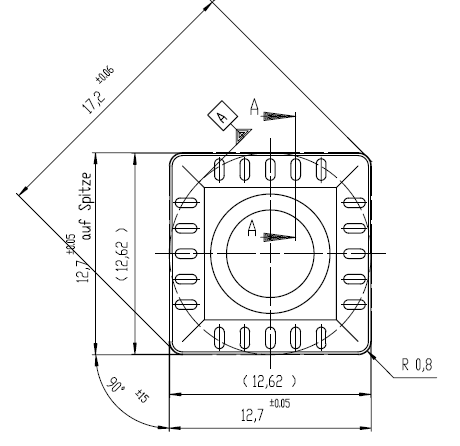 17,2 ±0.06
A
A
A
12,7 ±0.05 auf Spitze
( 12,62 )
R 0,8
90° ±15
( 12,62 )
12,7 ±0.05